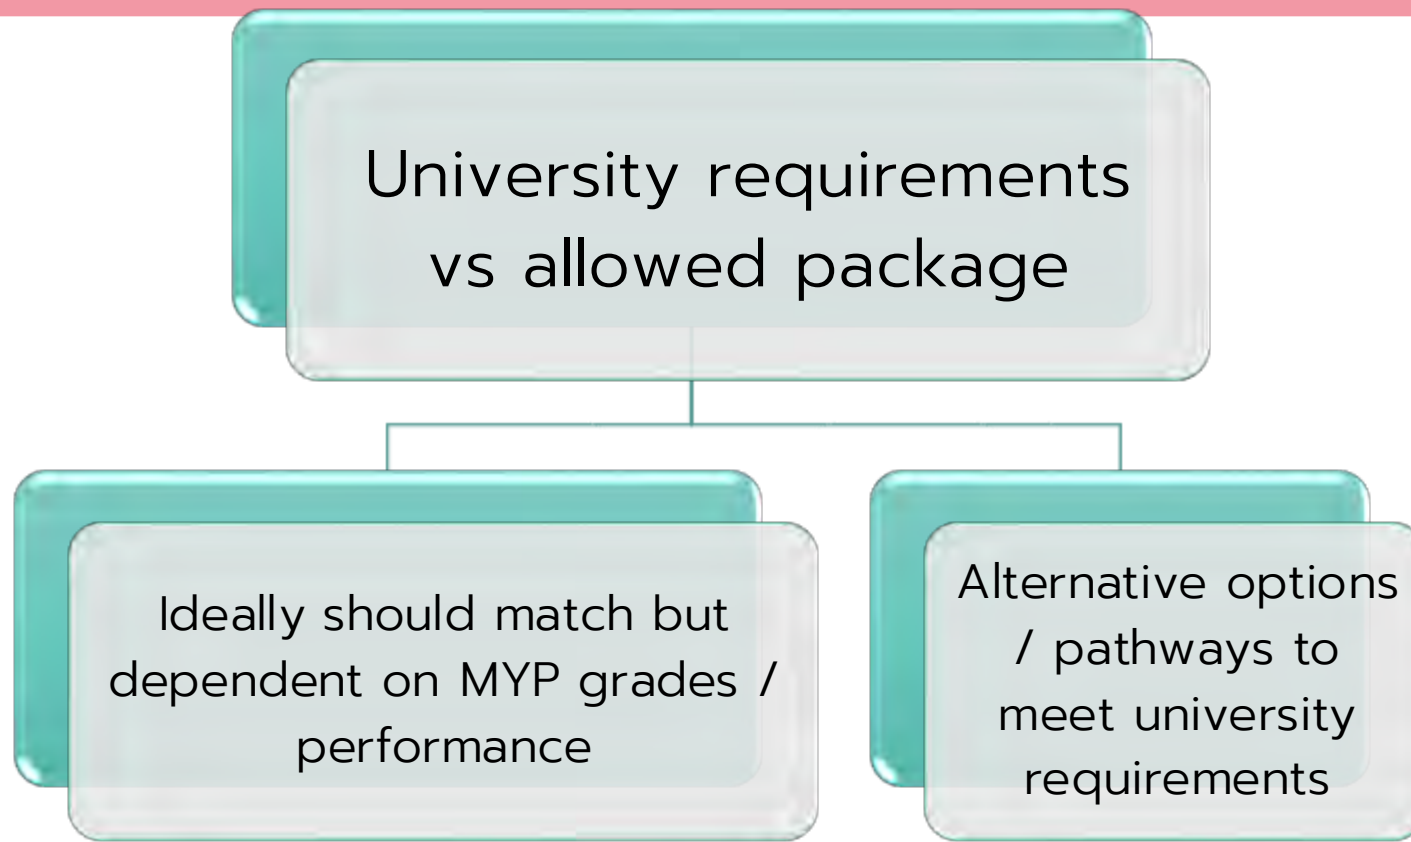 University requirements
vs allowed package
Ideally should match but
dependent on MYP grades /
performance
Alternative options
/ pathways to
meet university
requirements